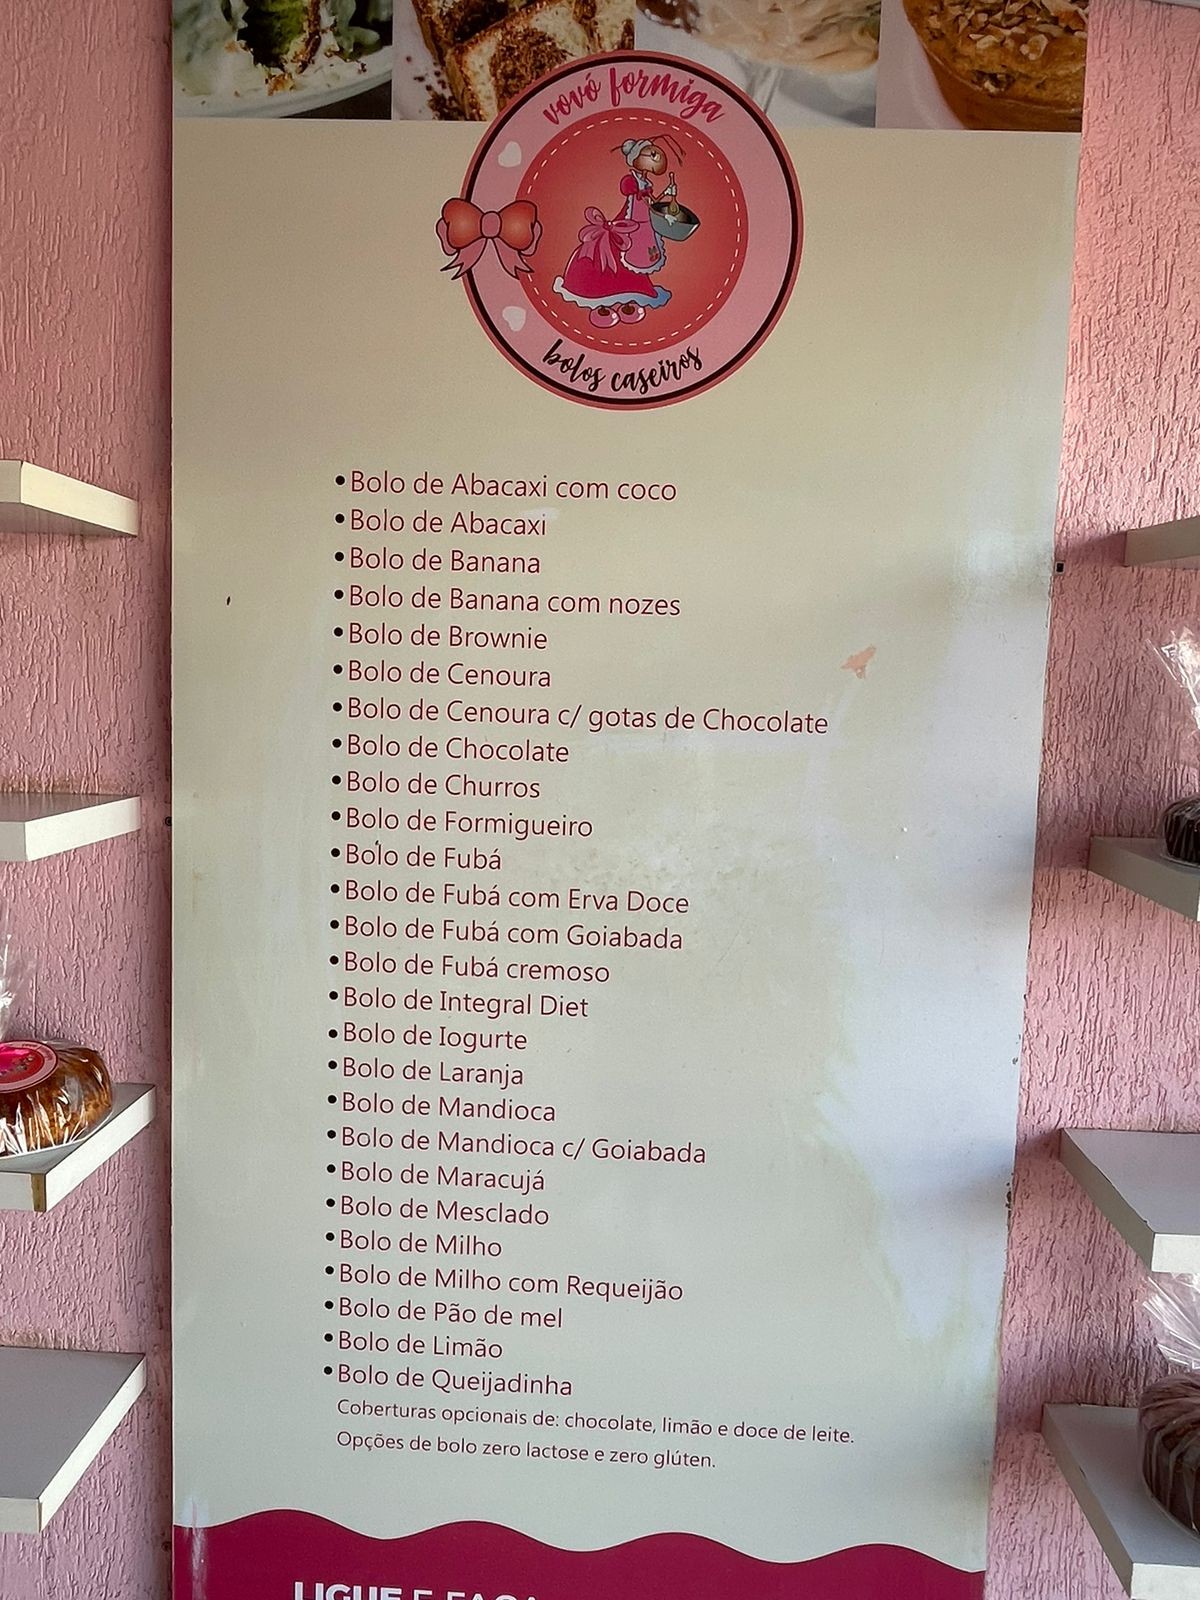 vovó formiga
bolos caseiros
•Bolo de Abacaxi com coco
•Bolo de Abacaxi
•Bolo de Banana
•Bolo de Banana com nozes
•Bolo de Brownie
•Bolo de Cenoura
•Bolo de Cenoura c/ gotas de Chocolate
•Bolo de Chocolate
•Bolo de Churros
•Bolo de Formigueiro
•Bolo de Fubá
•Bolo de Fubá com Erva Doce
•Bolo de Fubá com Goiabada
•Bolo de Fubá cremoso
•Bolo de Integral Diet
•Bolo de Iogurte
•Bolo de Laranja
•Bolo de Mandioca
•Bolo de Mandioca c/ Goiabada
•Bolo de Maracujá
•Bolo de Mesclado
•Bolo de Milho
•Bolo de Milho com Requeijão
•Bolo de Pão de mel
•Bolo de Limão
•Bolo de Queijadinha
Coberturas opcionais de: chocolate, limão e doce de leite.
Opções de bolo zero lactose e zero glúten.
LIGUE E FAÇA